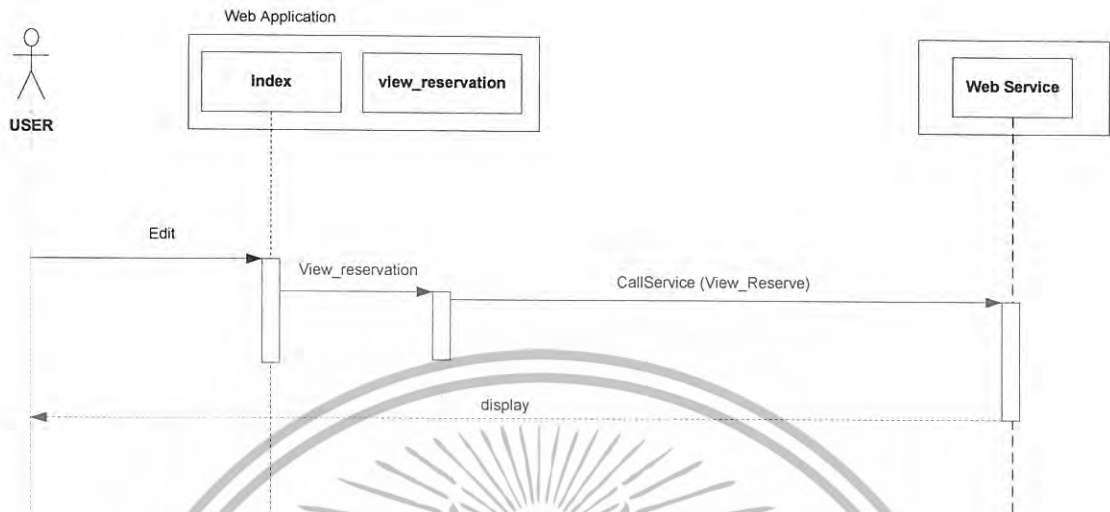 Web Application
index
view_reservation
Web Service
USER
Edit
View_reservation
CallService (View_Reserve)
display